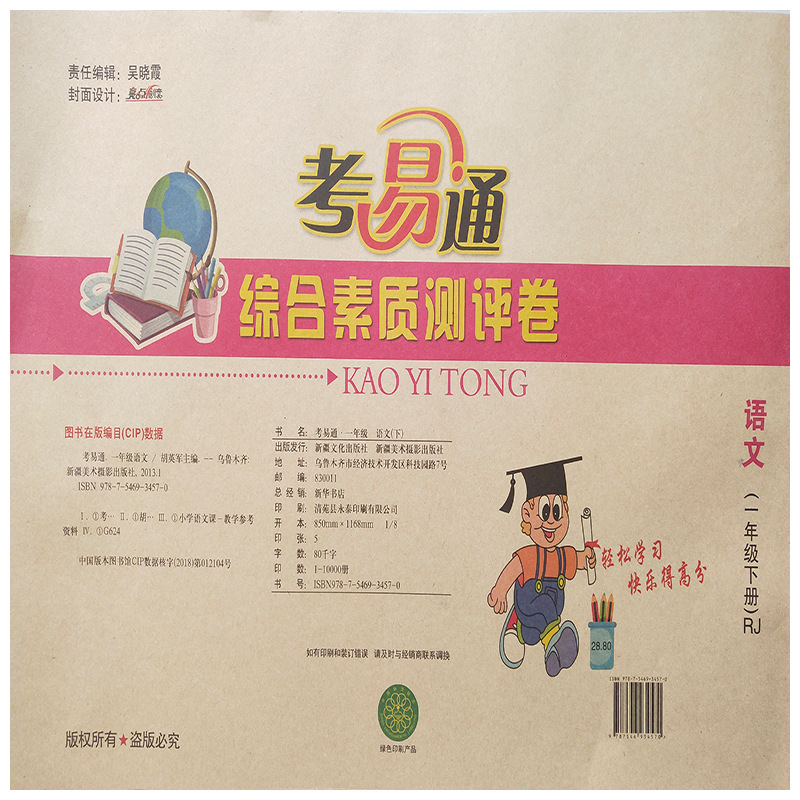 责任编辑：吴晓霞
封面设计：亮点阅读
考易通
综合素质测评卷
KAO YI TONG
图书在版编目(CIP)数据
考易通. 一年级语文 / 胡英军主编. -- 乌鲁木齐:
新疆美术摄影出版社, 2013.1
ISBN 978-7-5469-3457-0
Ⅰ. ①考… Ⅱ. ①胡… Ⅲ. ①小学语文课－教学参考
资料 Ⅳ. ①G624
中国版本图书馆CIP数据核字(2018)第012104号
书 名: 考易通·一年级 语文(下)
出版发行: 新疆文化出版社 新疆美术摄影出版社
地 址: 乌鲁木齐市经济技术开发区科技园路7号
邮 编: 830011
总 经 销: 新华书店
印 刷: 清苑县永泰印刷有限公司
开 本: 850mm×1168mm 1/8
印 张: 5
字 数: 80千字
印 数: 1-10000册
书 号: ISBN978-7-5469-3457-0
如有印刷和装订错误 请及时与经销商联系调换
版权所有★盗版必究
绿色印刷产品
轻松学习
快乐得高分
28.80
语文
(一年级下册) RJ
ISBN 978-7-5469-3457-0
9 787546 934570